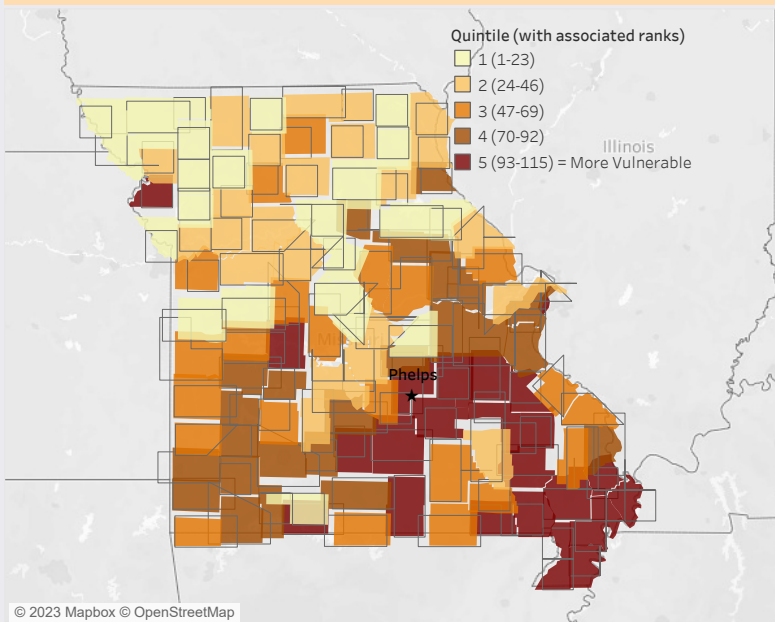 Quintile (with associated ranks)
1 (1-23)
2 (24-46)
3 (47-69)
4 (70-92)
5 (93-115) = More Vulnerable
Illinois
Phelps
© 2023 Mapbox © OpenStreetMap